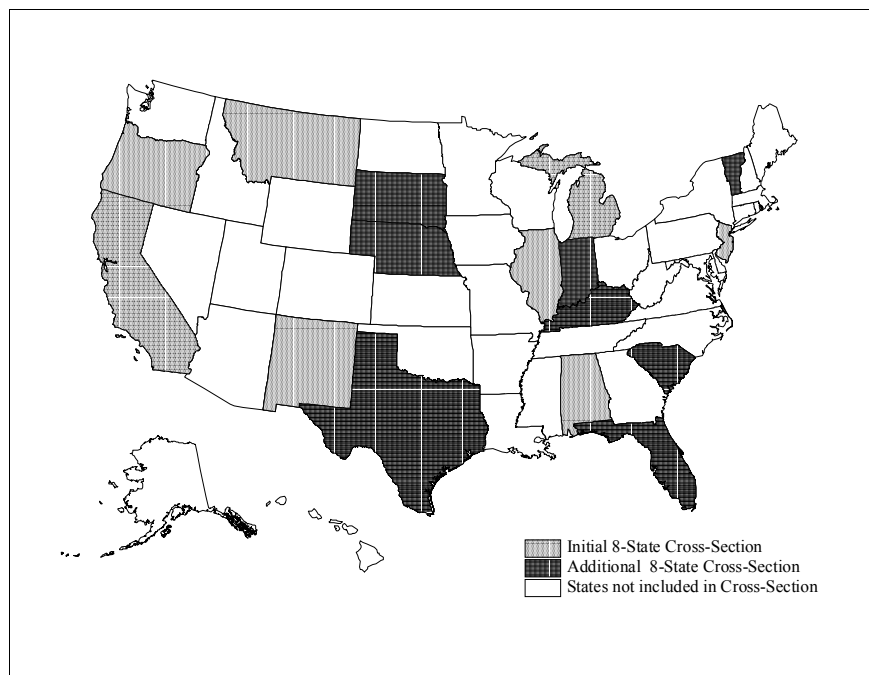 Initial 8-State Cross-Section
Additional 8-State Cross-Section
States not included in Cross-Section